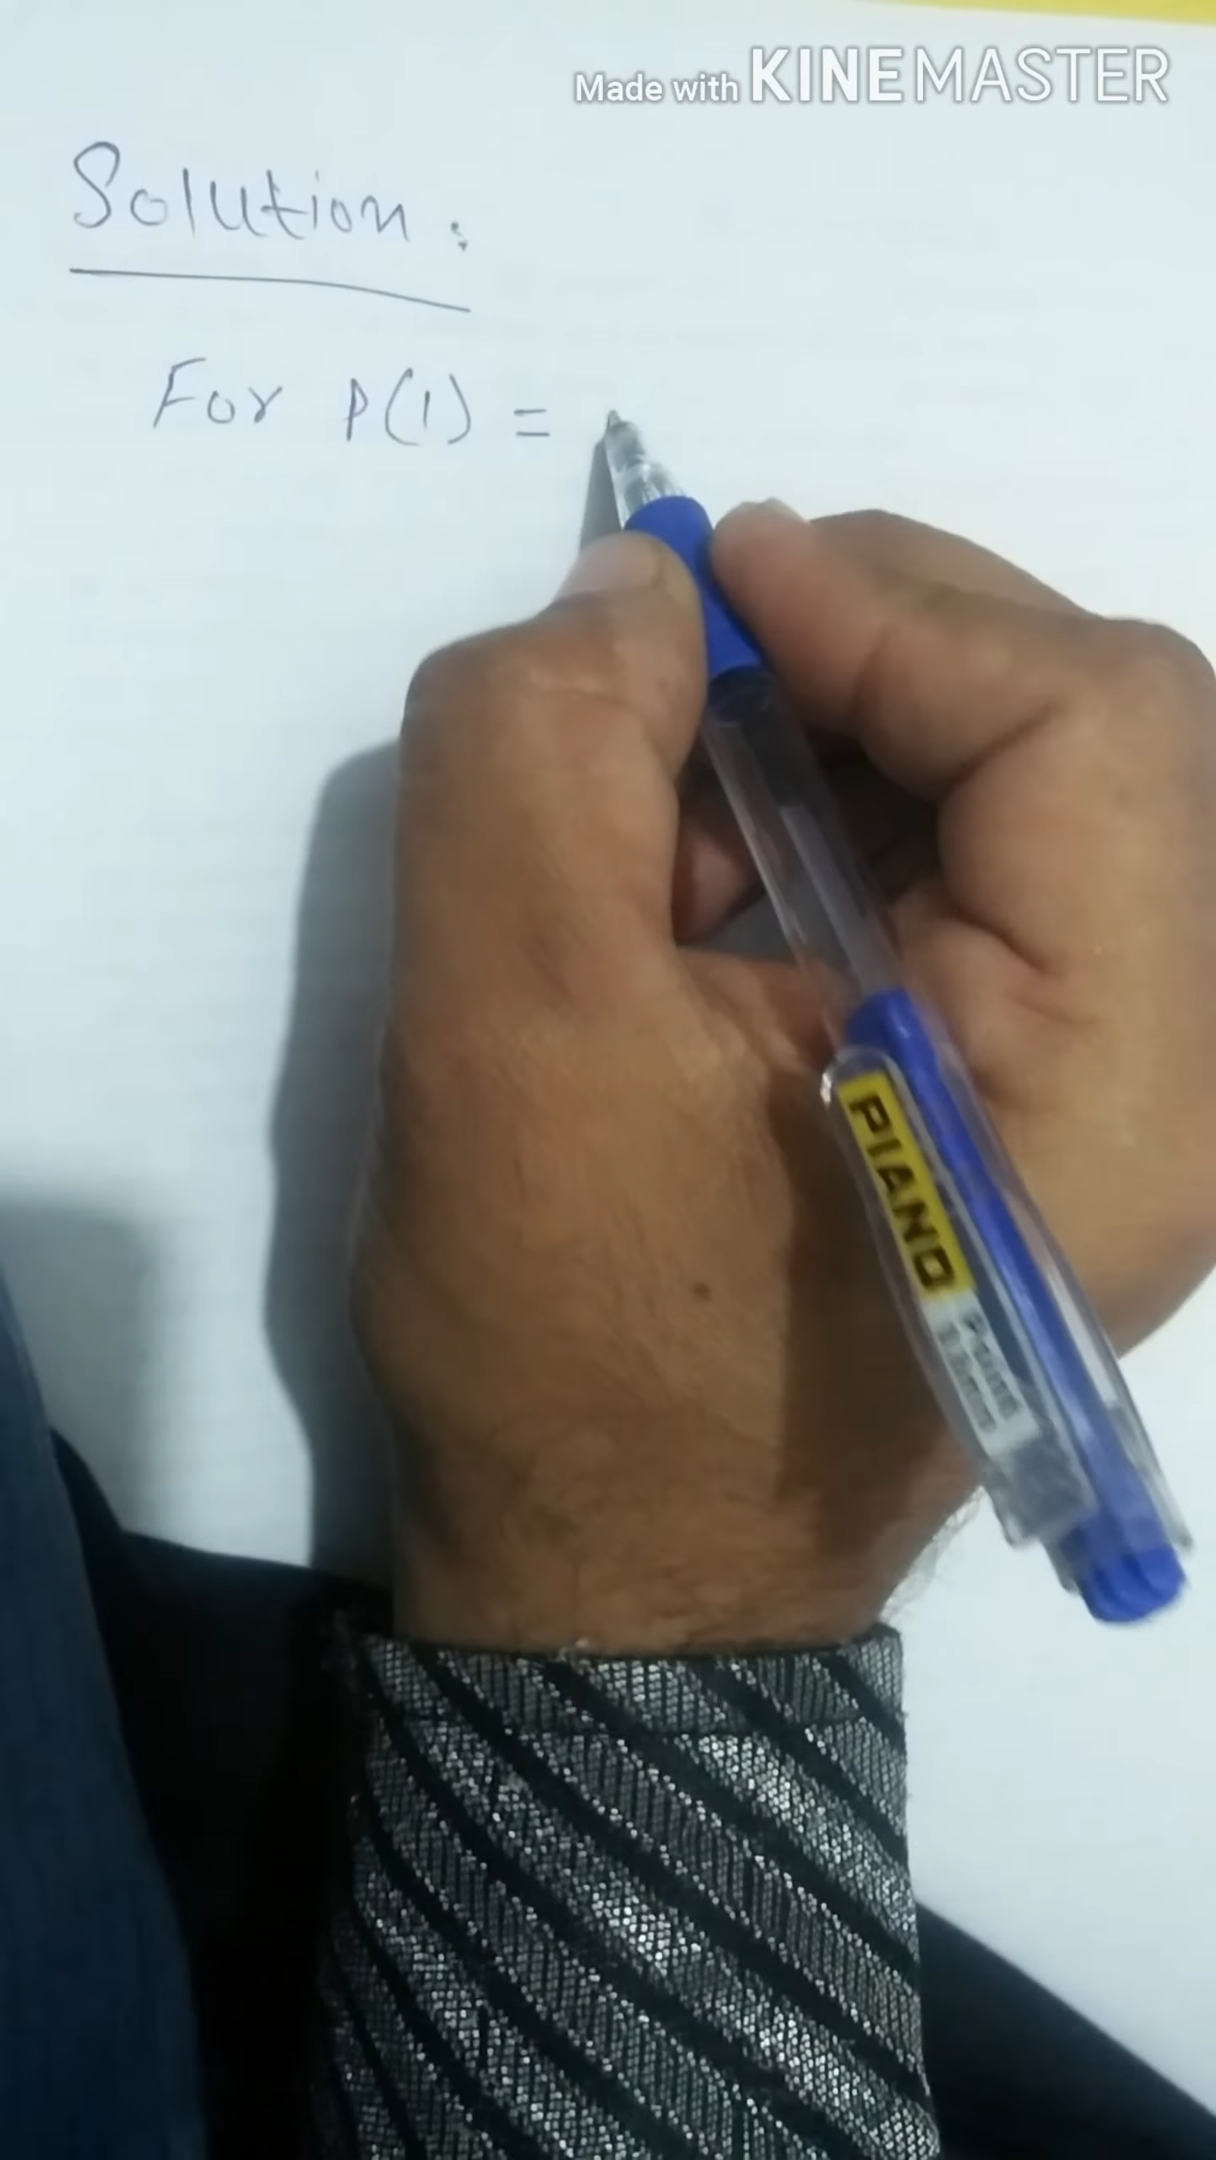 Made with KINEMASTER
Solution :
For P(1) =
PIANO